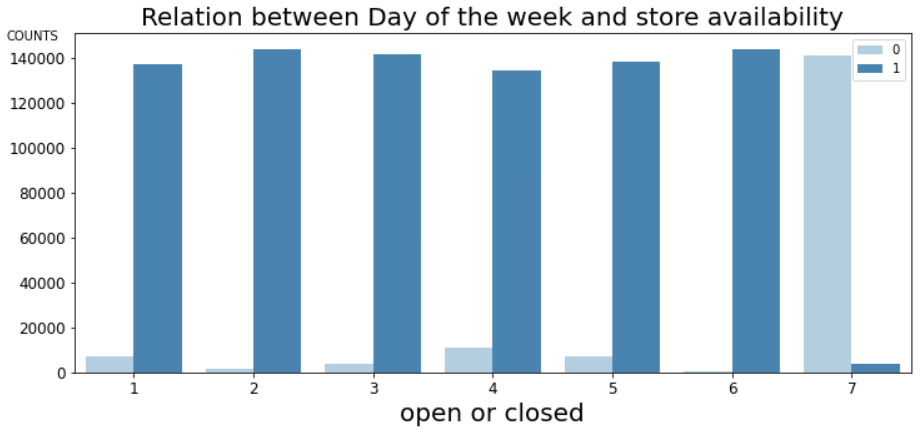 Relation between Day of the week and store availability
COUNTS
140000
120000
100000
80000
60000
40000
20000
0
0
1
1 2 3 4 5 6 7
open or closed